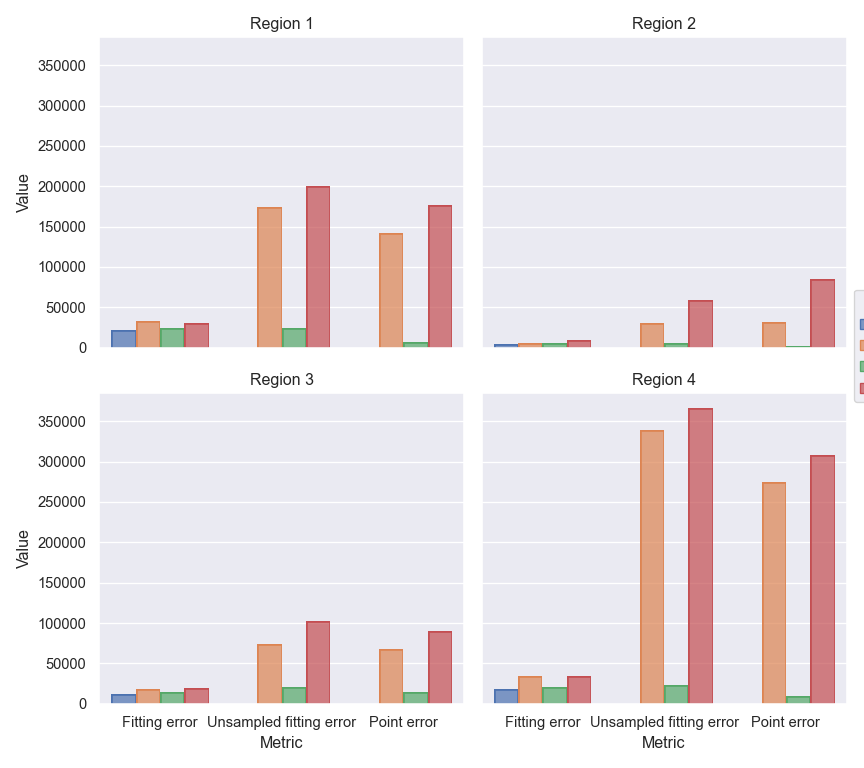 Region 1
Region 2
350000
300000
250000
200000
150000
100000
50000
0
Value
Region 3
Region 4
350000
300000
250000
200000
150000
100000
50000
0
Value
Fitting error Unsampled fitting error Point error
Fitting error Unsampled fitting error Point error
Metric
Metric